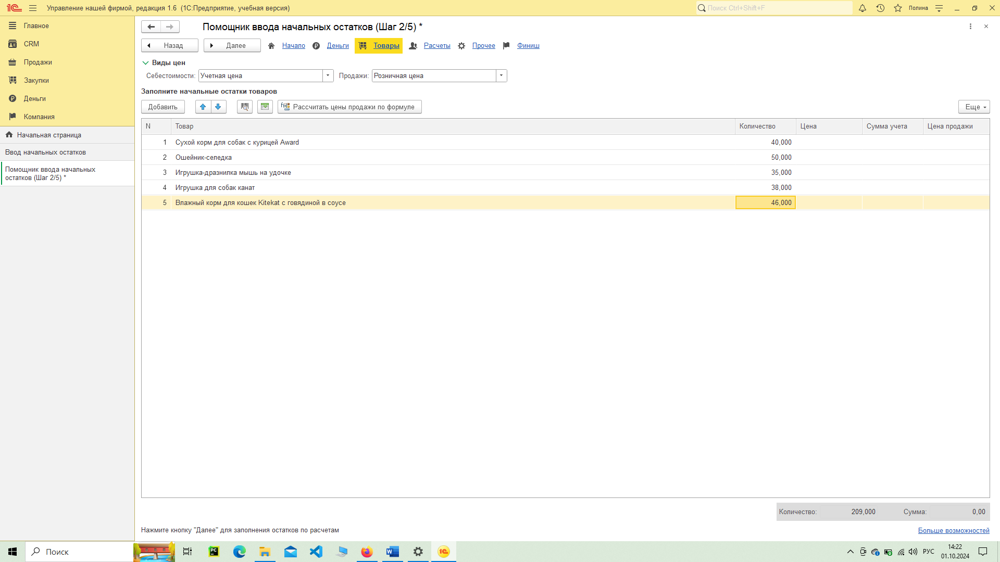 1С Управление нашей фирмой, редакция 1.6 (1С:Предприятие, учебная версия) Поиск Ctrl+Shift+F Полина
Главное
CRM
Продажи
Закупки
Деньги
Компания
Начальная страница
Ввод начальных остатков
Помощник ввода начальных
остатков (Шаг 2/5) *
Помощник ввода начальных остатков (Шаг 2/5) *
Назад Далее Начало Деньги Товары Расчеты Прочее Финиш
Виды цен
Себестоимости: Учетная цена Продажи: Розничная цена
Заполните начальные остатки товаров
Добавить Рассчитать цены продажи по формуле Еще
N Товар Количество Цена Сумма учета Цена продажи
1 Сухой корм для собак с курицей Award 40,000
2 Ошейник-селедка 50,000
3 Игрушка-дразнилка мышь на удочке 35,000
4 Игрушка для собак канат 38,000
5 Влажный корм для кошек Kitekat с говядиной в соусе 46,000
Количество: 209,000 Сумма: 0,00
Нажмите кнопку "Далее" для заполнения остатков по расчетам
Больше возможностей
Поиск PC W 1С РУС 14:22
01.10.2024